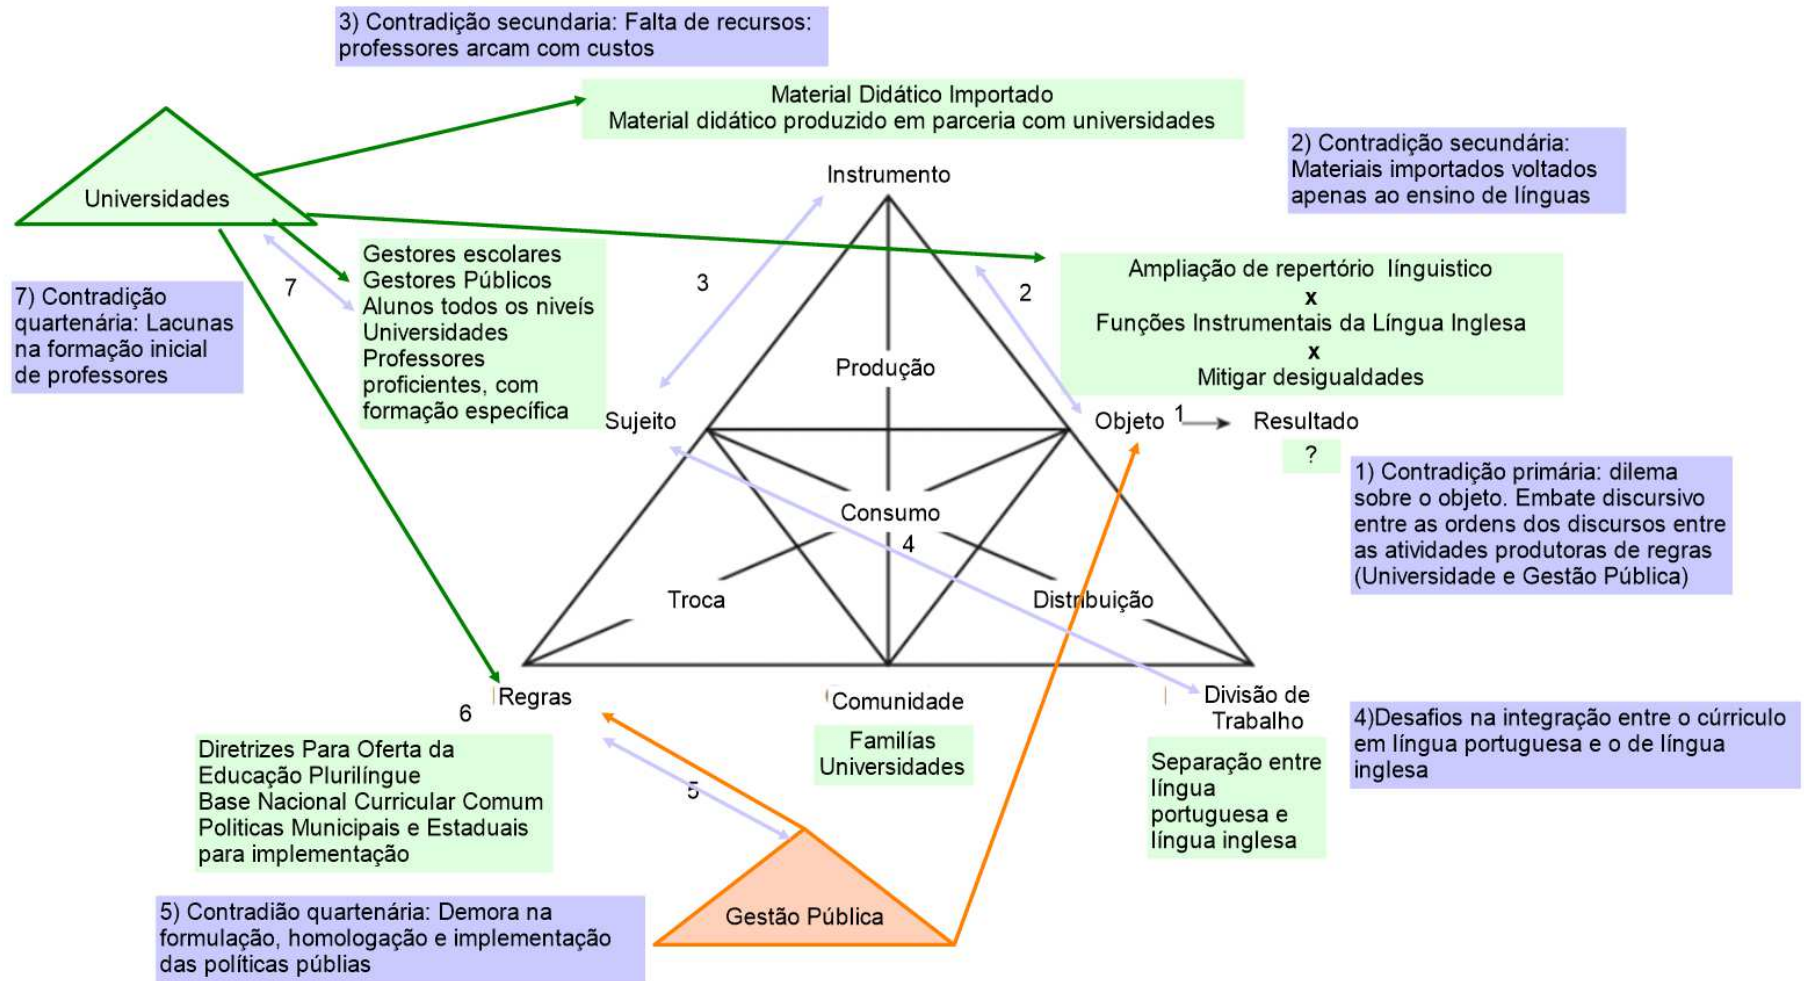 3) Contradição secundaria: Falta de recursos:
professores arcam com custos
Material Didático Importado
Material didático produzido em parceria com universidades
2) Contradição secundária:
Materiais importados voltados
apenas ao ensino de línguas
Instrumento
Universidades
Gestores escolares
Gestores Públicos
Alunos todos os niveís
Universidades
Professores
proficientes, com
formação específica
7
7) Contradição
quartenária: Lacunas
na formação inicial
de professores
3
2
Ampliação de repertório línguistico
x
Funções Instrumentais da Língua Inglesa
x
Mitigar desigualdades
Produção
Sujeito
Objeto
1
Resultado
?
1) Contradição primária: dilema
sobre o objeto. Embate discursivo
entre as ordens dos discursos entre
as atividades produtoras de regras
(Universidade e Gestão Pública)
Consumo
4
Troca
Distribuição
Regras
6
Comunidade
Divisão de
Trabalho
Diretrizes Para Oferta da
Educação Plurilíngue
Base Nacional Curricular Comum
Politicas Municipais e Estaduais
para implementação
Familías
Universidades
Separação entre
língua
portuguesa e
língua inglesa
4)Desafios na integração entre o cúrriculo
em língua portuguesa e o de língua
inglesa
5
5) Contradião quartenária: Demora na
formulação, homologação e implementação
das políticas públias
Gestão Pública